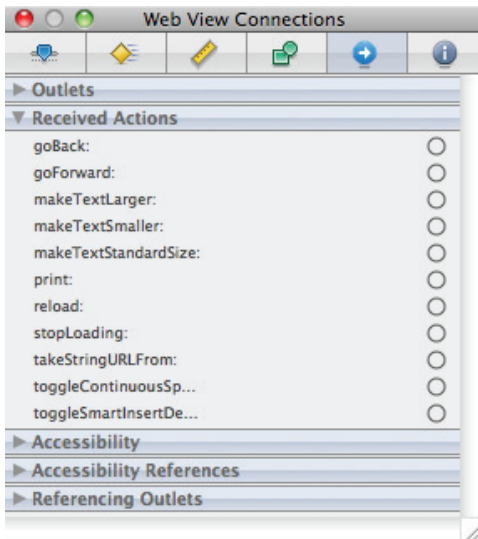 Web View Connections
Outlets
Received Actions
goBack:
goForward:
makeTextLarger:
makeTextSmaller:
makeTextStandardSize:
print:
reload:
stopLoading:
takeStringURLFrom:
toggleContinuousSp...
toggleSmartInsertDe...
Accessibility
Accessibility References
Referencing Outlets